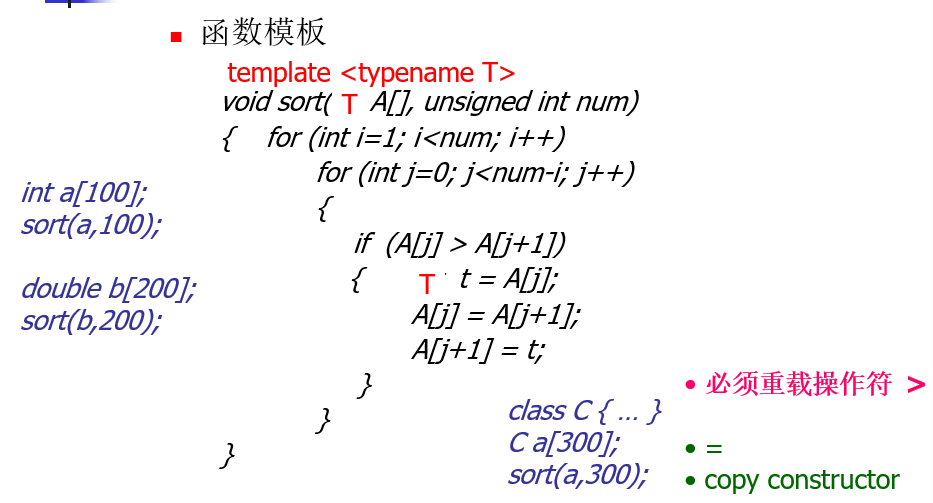 函数模板
template <typename T>
void sort( T A[], unsigned int num)
{ for (int i=1; i<num; i++)
for (int j=0; j<num-i; j++)
{
if (A[j] > A[j+1])
{ T t = A[j];
A[j] = A[j+1];
A[j+1] = t;
}
}
}
int a[100];
sort(a,100);
double b[200];
sort(b,200);
class C { … }
C a[300];
sort(a,300);
• 必须重载操作符 >
• =
• copy constructor